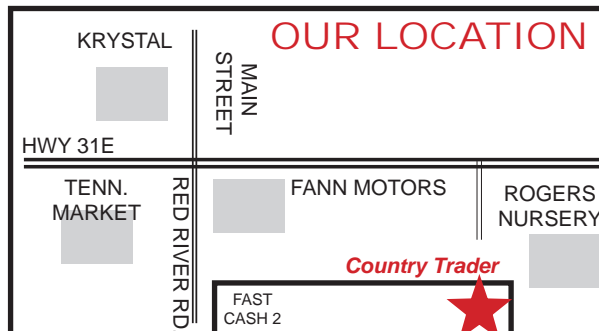 OUR LOCATION
KRYSTAL
MAIN
STREET
HWY 31E
TENN.
MARKET
RED RIVER RD
FANN MOTORS
ROGERS
NURSERY
Country Trader
FAST
CASH 2